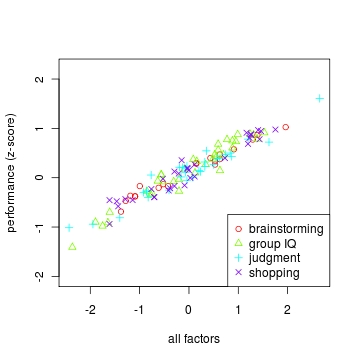 2
1
0
-1
-2
performance (z-score)
brainstorming
group IQ
judgment
shopping
-2 -1 0 1 2
all factors